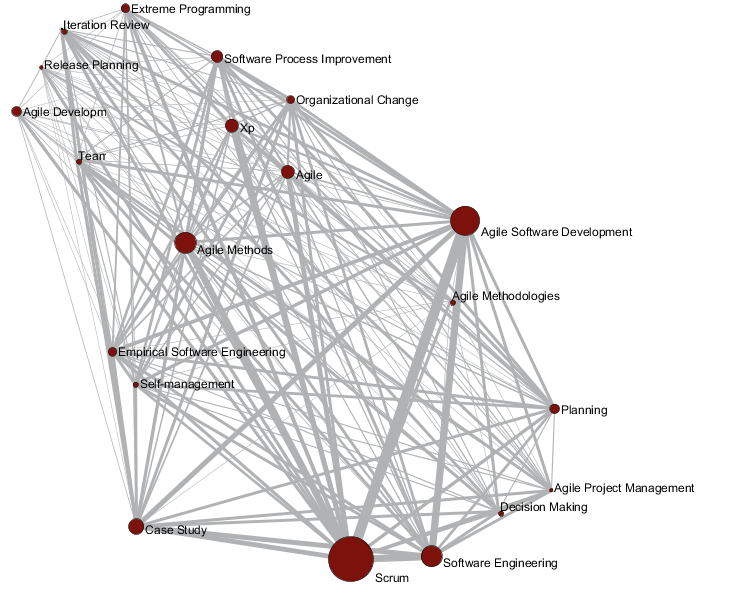 Extreme Programming
Iteration Review
Software Process Improvement
Release Planning
Organizational Change
Agile Developm
Xp
Team
Agile
Agile Software Development
Agile Methods
Agile Methodologies
Empirical Software Engineering
Self-management
Planning
Agile Project Management
Decision Making
Case Study
Software Engineering
Scrum